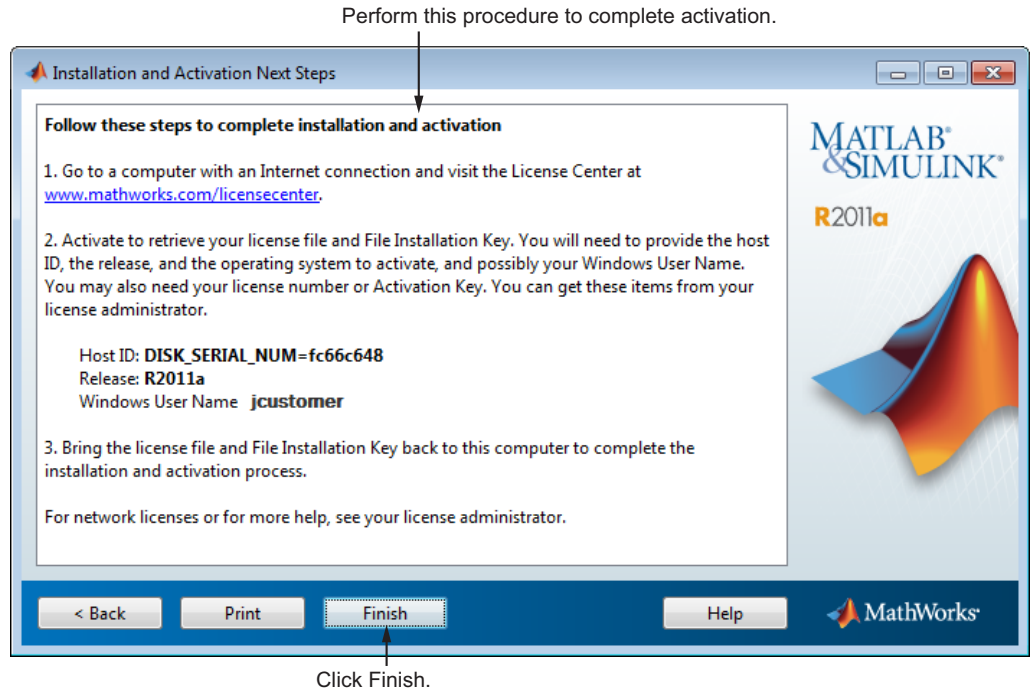 Perform this procedure to complete activation.
Installation and Activation Next Steps
Follow these steps to complete installation and activation
1. Go to a computer with an Internet connection and visit the License Center at
www.mathworks.com/licensecenter.
2. Activate to retrieve your license file and File Installation Key. You will need to provide the host
ID, the release, and the operating system to activate, and possibly your Windows User Name.
You may also need your license number or Activation Key. You can get these items from your
license administrator.
Host ID: DISK_SERIAL_NUM=fc66c648
Release: R2011a
Windows User Name jcustomer
3. Bring the license file and File Installation Key back to this computer to complete the
installation and activation process.
For network licenses or for more help, see your license administrator.
MATLAB®
&SIMULINK®
R2011a
< Back
Print
Finish
Help
MathWorks®
Click Finish.